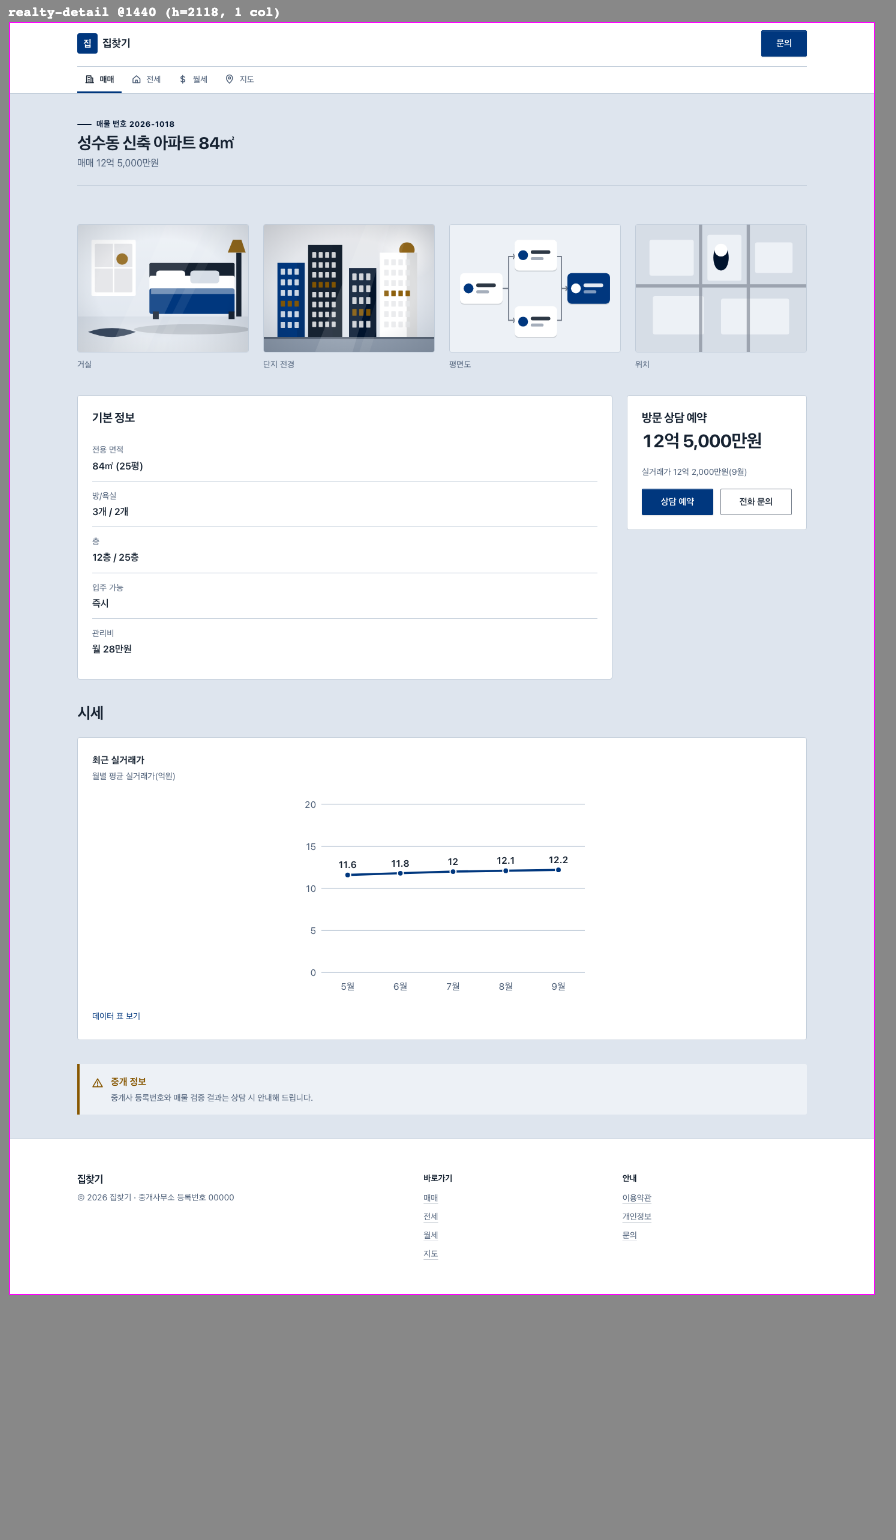 realty-detail @1440 (h=2118, 1 col)
집 집찾기
문의
매매 전세 월세 지도
매물 번호 2026-1018
성수동 신축 아파트 84㎡
매매 12억 5,000만원
거실 단지 전경 평면도 위치
기본 정보
전용 면적
84㎡ (25평)
방/욕실
3개 / 2개
층
12층 / 25층
입주 가능
즉시
관리비
월 28만원
방문 상담 예약
12억 5,000만원
실거래가 12억 2,000만원(9월)
상담 예약 전화 문의
시세
최근 실거래가
월별 평균 실거래가(억원)
20
15
10
5
0
11.6 11.8 12 12.1 12.2
5월 6월 7월 8월 9월
데이터 표 보기
중개 정보
중개사 등록번호와 매물 검증 결과는 상담 시 안내해 드립니다.
집찾기
© 2026 집찾기 · 중개사무소 등록번호 00000
바로가기
매매
전세
월세
지도
안내
이용약관
개인정보
문의